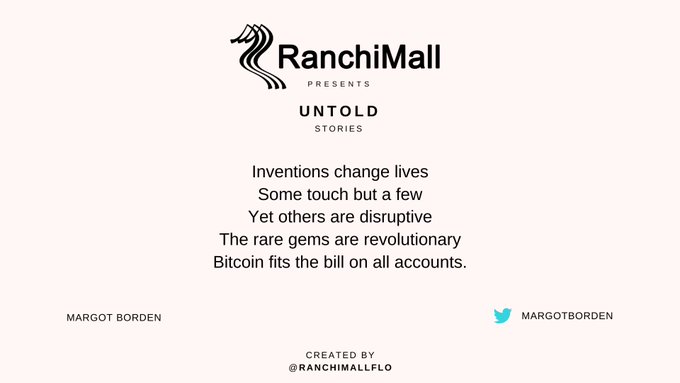 RanchiMall
PRESENTS
UNTOLD
STORIES
Inventions change lives
Some touch but a few
Yet others are disruptive
The rare gems are revolutionary
Bitcoin fits the bill on all accounts.
MARGOT BORDEN
MARGOTBORDEN
CREATED BY
@RANCHIMALLFLO